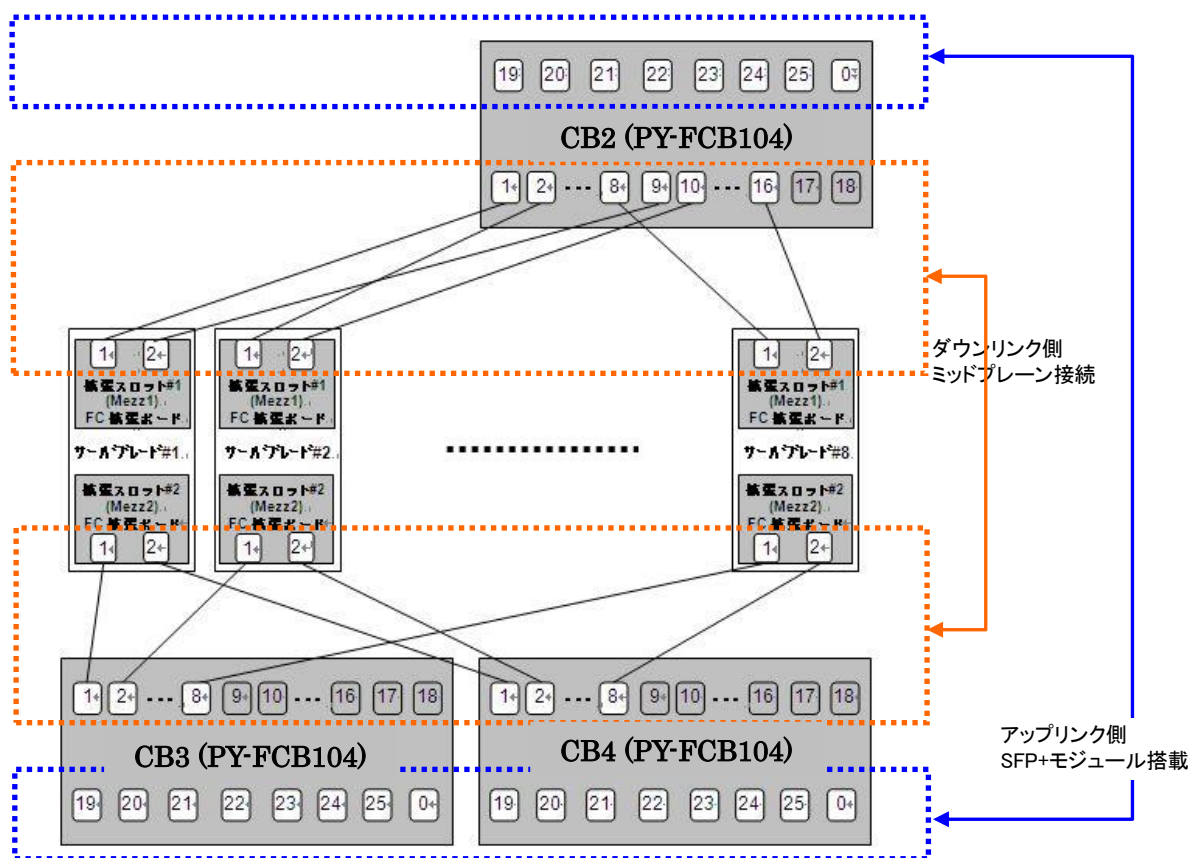 19 20 21 22 23 24 25 0
CB2 (PY-FCB104)
1 2 ・・・ 8 9 10 ・・・ 16 17 18
ダウンリンク側
ミッドプレーン接続
1 2
拡張スロット#1
(Mezz1)
FC 拡張ボード
サーバブレード#1
拡張スロット#2
(Mezz2)
FC 拡張ボード
1 2
1 2
拡張スロット#1
(Mezz1)
FC 拡張ボード
サーバブレード#2
拡張スロット#2
(Mezz2)
FC 拡張ボード
1 2
1 2
拡張スロット#1
(Mezz1)
FC 拡張ボード
サーバブレード#8
拡張スロット#2
(Mezz2)
FC 拡張ボード
1 2
1 2 ・・・ 8 9 10 ・・・ 16 17 18
CB3 (PY-FCB104)
19 20 21 22 23 24 25 0
1 2 ・・・ 8 9 10 ・・・ 16 17 18
CB4 (PY-FCB104)
19 20 21 22 23 24 25 0
アップリンク側
SFP+モジュール搭載